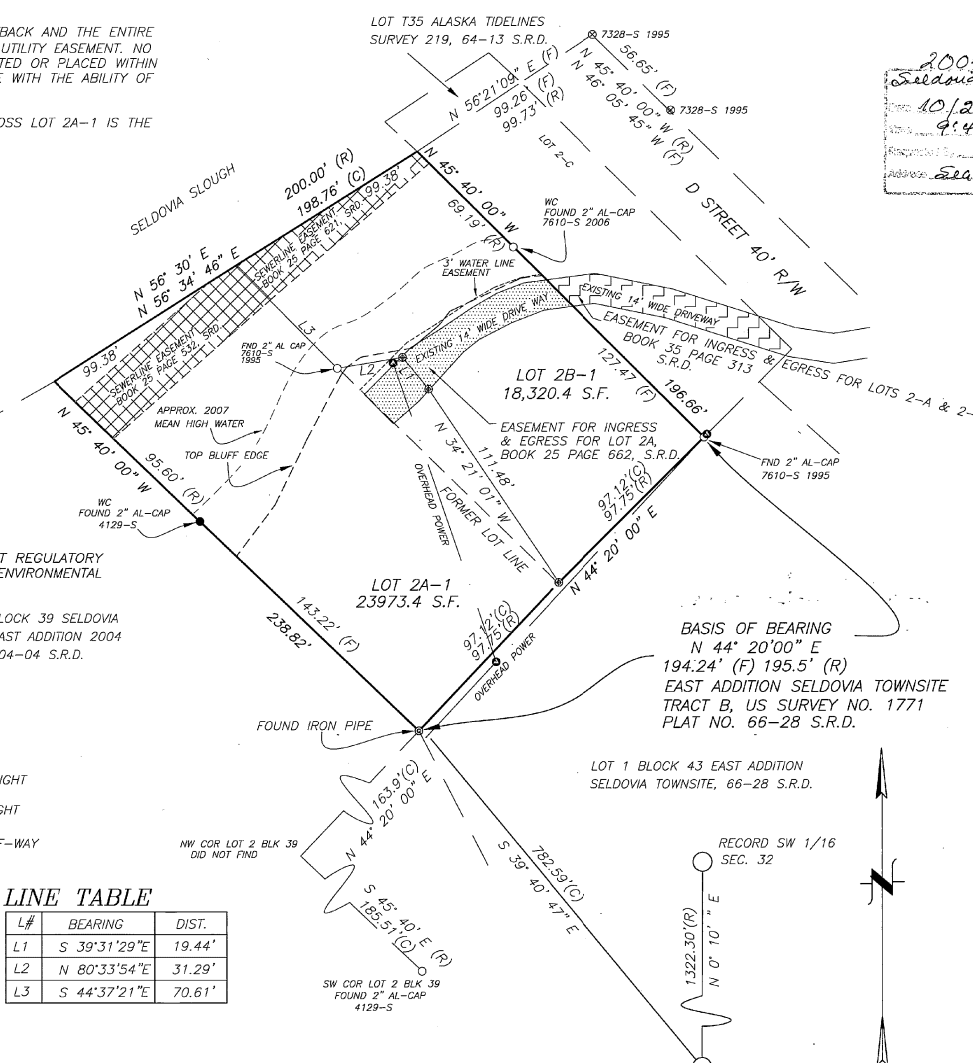 BACK AND THE ENTIRE
UTILITY EASEMENT. NO
TED OR PLACED WITHIN
E WITH THE ABILITY OF
OSS LOT 2A-1 IS THE
LOT T35 ALASKA TIDELINES
SURVEY 219, 64-13 S.R.D.
7328-S 1995
56.65' (F)
N 45° 40' 00" W (R)
N 46° 05' 45" W (F)
7328-S 1995
N 56°21'09" E (F)
99.26' (F)
99.73' (R)
LOT 2-C
D STREET 40' R/W
10/2
SELDOVIA SLOUGH
200.00' (R)
198.76' (C)
99.38'
N 56° 30' E
N 56° 34' 46" E
99.38'
SEWERLINE EASEMENT
BOOK 25 PAGE 621, SRD
SEWERLINE EASEMENT
BOOK 25 PAGE 532, SRD
N 45° 40' 00" W
69.19' (R)
WC
FOUND 2" AL-CAP
7610-S 2006
3' WATER LINE
EASEMENT
L3
FND 2" AL CAP
7610-S
1995
L2
EXISTING 14' WIDE DRIVE WAY
EXISTING 14' WIDE DRIVEWAY
EASEMENT FOR INGRESS & EGRESS FOR LOTS 2-A & 2-
BOOK 35 PAGE 313
S.R.D.
127.47 (F)
196.66'
LOT 2B-1
18,320.4 S.F.
EASEMENT FOR INGRESS
& EGRESS FOR LOT 2A,
BOOK 25 PAGE 662, S.R.D.
FND 2" AL-CAP
7610-S 1995
APPROX. 2007
MEAN HIGH WATER
TOP BLUFF EDGE
N 45° 40' 00" W
95.60' (R)
WC
FOUND 2" AL-CAP
4129-S
N 34° 21' 01" W
111.48'
OVERHEAD POWER
FORMER LOT LINE
97.12'(C)
97.75'(R)
N 44° 20' 00" E
T REGULATORY
ENVIRONMENTAL
LOCK 39 SELDOVIA
AST ADDITION 2004
04-04 S.R.D.
LOT 2A-1
23973.4 S.F.
143.22' (F)
238.82'
97.12'(C)
97.75'(R)
OVERHEAD POWER
BASIS OF BEARING
N 44° 20'00" E
194.24' (F) 195.5' (R)
EAST ADDITION SELDOVIA TOWNSITE
TRACT B, US SURVEY NO. 1771
PLAT NO. 66-28 S.R.D.
FOUND IRON PIPE
LOT 1 BLOCK 43 EAST ADDITION
SELDOVIA TOWNSITE, 66-28 S.R.D.
IGHT
GHT
F-WAY
163.9'(C)
N 44° 20' 00" E
NW COR LOT 2 BLK 39
DID NOT FIND
S 45° 40' E (R)
185.51'(C)
SW COR LOT 2 BLK 39
FOUND 2" AL-CAP
4129-S
782.59'(C)
S 39° 40' 47" E
RECORD SW 1/16
SEC. 32
1322.30'(R)
N 0° 10' " E
N
LINE TABLE
L# BEARING DIST.
L1 S 39°31'29"E 19.44'
L2 N 80°33'54"E 31.29'
L3 S 44°37'21"E 70.61'